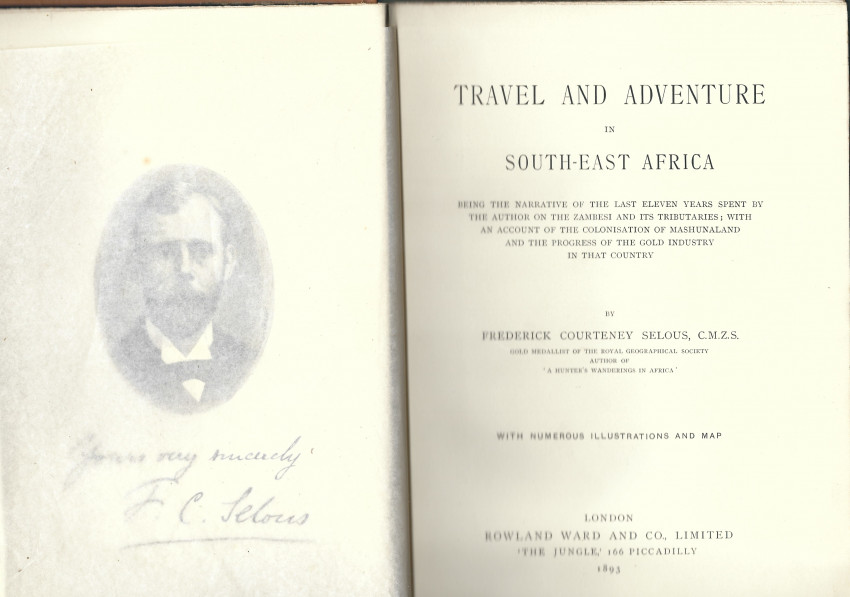 Yours very sincerely
F. C. Selous
TRAVEL AND ADVENTURE
IN
SOUTH-EAST AFRICA
BEING THE NARRATIVE OF THE LAST ELEVEN YEARS SPENT BY
THE AUTHOR ON THE ZAMBESI AND ITS TRIBUTARIES; WITH
AN ACCOUNT OF THE COLONISATION OF MASHUNALAND
AND THE PROGRESS OF THE GOLD INDUSTRY
IN THAT COUNTRY
BY
FREDERICK COURTENEY SELOUS, C.M.Z.S.
GOLD MEDALLIST OF THE ROYAL GEOGRAPHICAL SOCIETY
AUTHOR OF
'A HUNTER'S WANDERINGS IN AFRICA'
WITH NUMEROUS ILLUSTRATIONS AND MAP
LONDON
ROWLAND WARD AND CO., LIMITED
'THE JUNGLE,' 166 PICCADILLY
1893